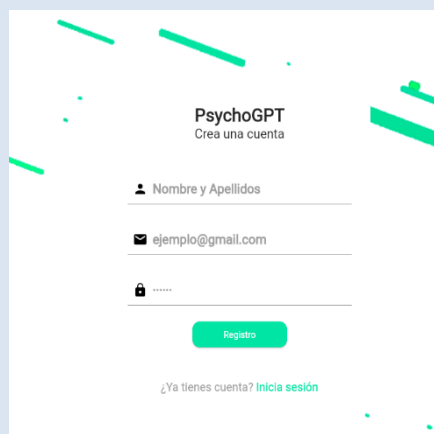 PsychoGPT
Crea una cuenta
Nombre y Apellidos
ejemplo@gmail.com
······
Registro
¿Ya tienes cuenta? Inicia sesión